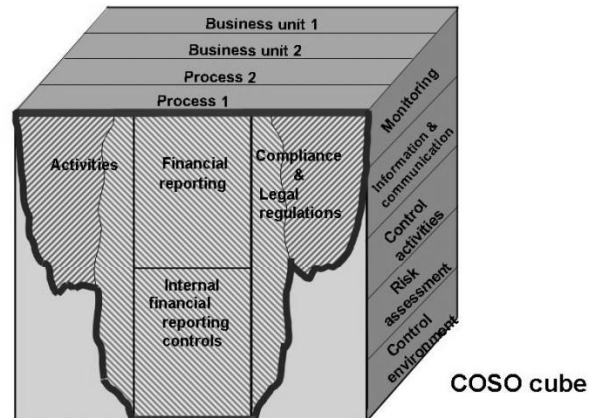 Business unit 1
Business unit 2
Process 2
Process 1
Activities
Financial
reporting
Compliance
&
Legal
regulations
Internal
financial
reporting
controls
Monitoring
Information &
communication
Control
activities
Risk
assessment
Control
environment
COSO cube